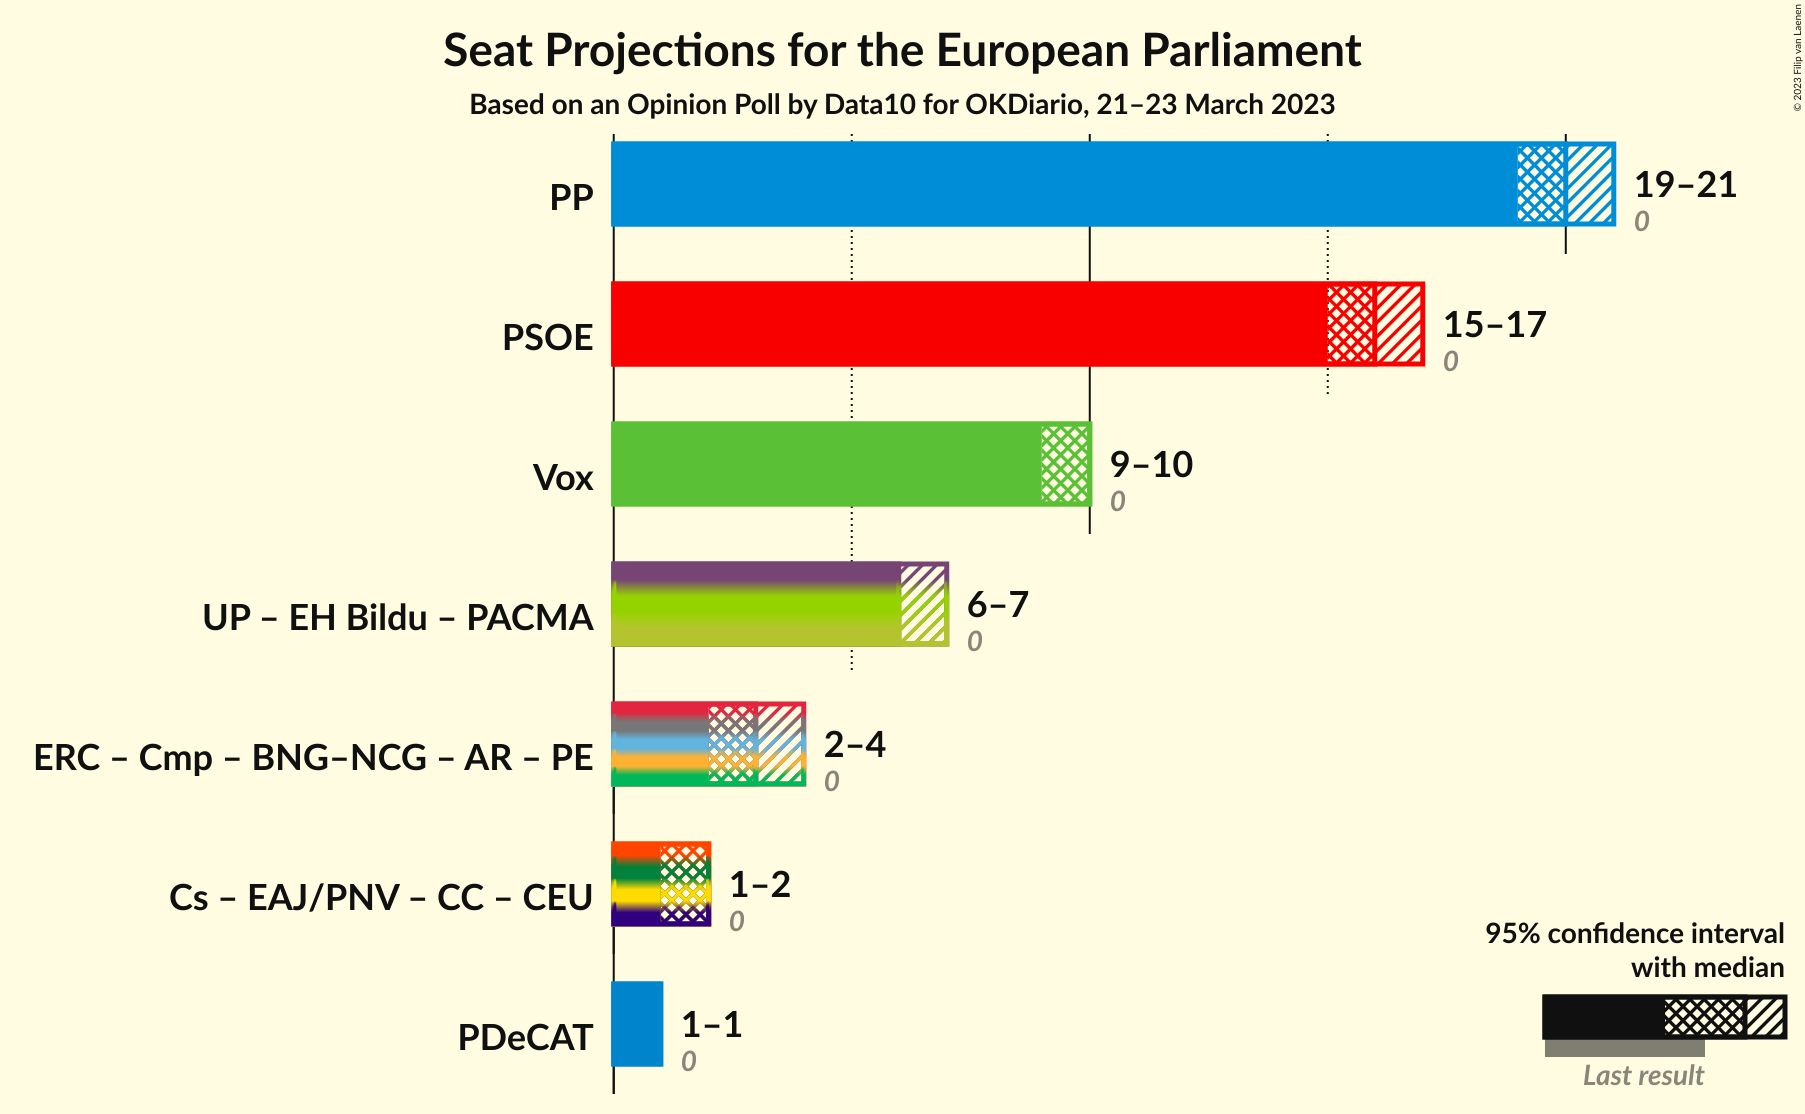 Seat Projections for the European Parliament
Based on an Opinion Poll by Data10 for OKDiario, 21–23 March 2023
© 2023 Filip van Laenen
PP
19–21
0
PSOE
15–17
0
Vox
9–10
0
UP – EH Bildu – PACMA
6–7
0
ERC – Cmp – BNG–NCG – AR – PE
2–4
0
Cs – EAJ/PNV – CC – CEU
1–2
0
PDeCAT
1–1
0
95% confidence interval
with median
Last result